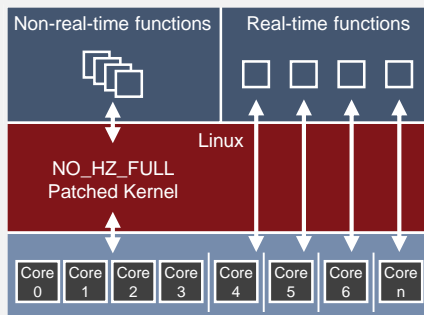 Non-real-time functions
Real-time functions
Linux
NO_HZ_FULL
Patched Kernel
Core
0
Core
1
Core
2
Core
3
Core
4
Core
5
Core
6
Core
n